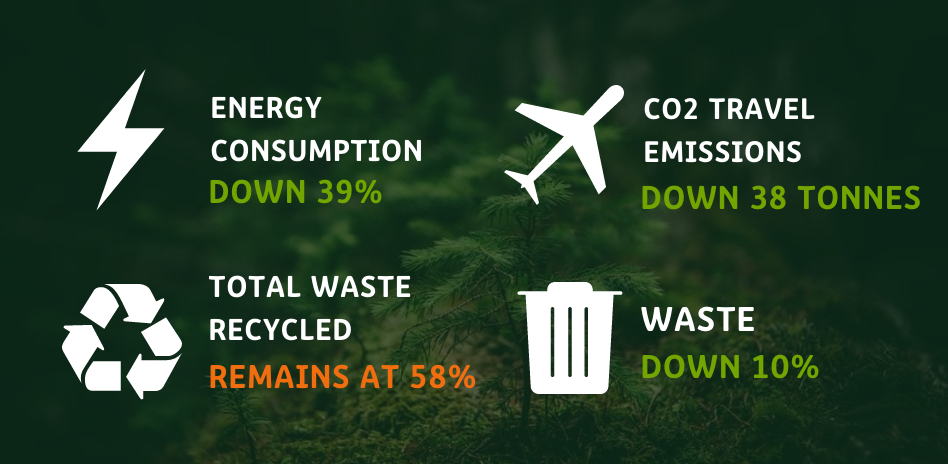 ENERGY
CONSUMPTION
DOWN 39%
CO2 TRAVEL
EMISSIONS
DOWN 38 TONNES
TOTAL WASTE
RECYCLED
REMAINS AT 58%
WASTE
DOWN 10%